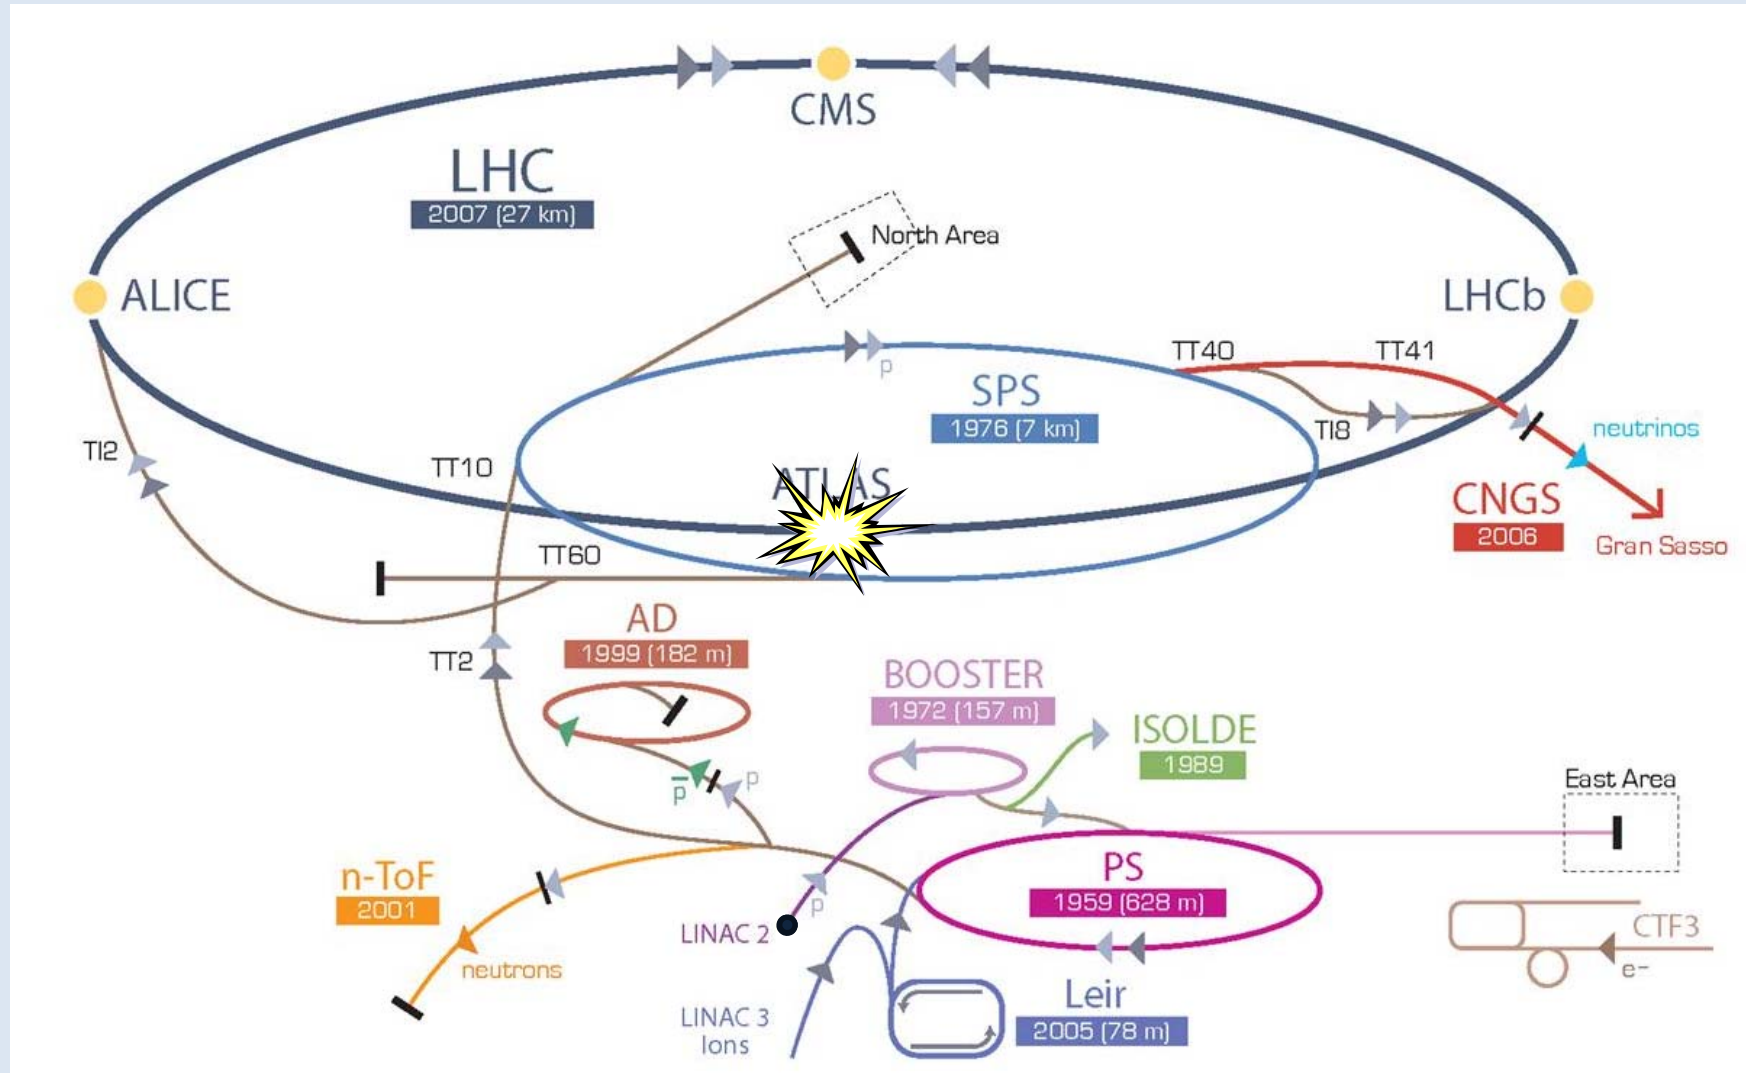 CMS
LHC
2007 (27 km)
North Area
ALICE
LHCb
TT40
TT41
p
SPS
1976 (7 km)
TI8
neutrinos
TI2
TT10
ATLAS
CNGS
2006
Gran Sasso
TT60
AD
1999 (182 m)
TT2
BOOSTER
1972 (157 m)
ISOLDE
1989
East Area
p̅
p
n-ToF
2001
PS
1959 (628 m)
p
LINAC 2
CTF3
e-
neutrons
Leir
2005 (78 m)
LINAC 3
Ions